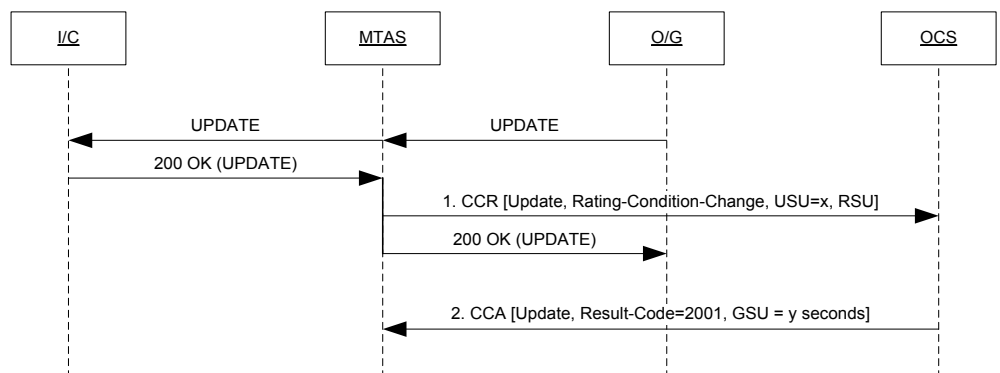 I/C
MTAS
O/G
OCS
UPDATE
UPDATE
200 OK (UPDATE)
1. CCR [Update, Rating-Condition-Change, USU=x, RSU]
200 OK (UPDATE)
2. CCA [Update, Result-Code=2001, GSU = y seconds]